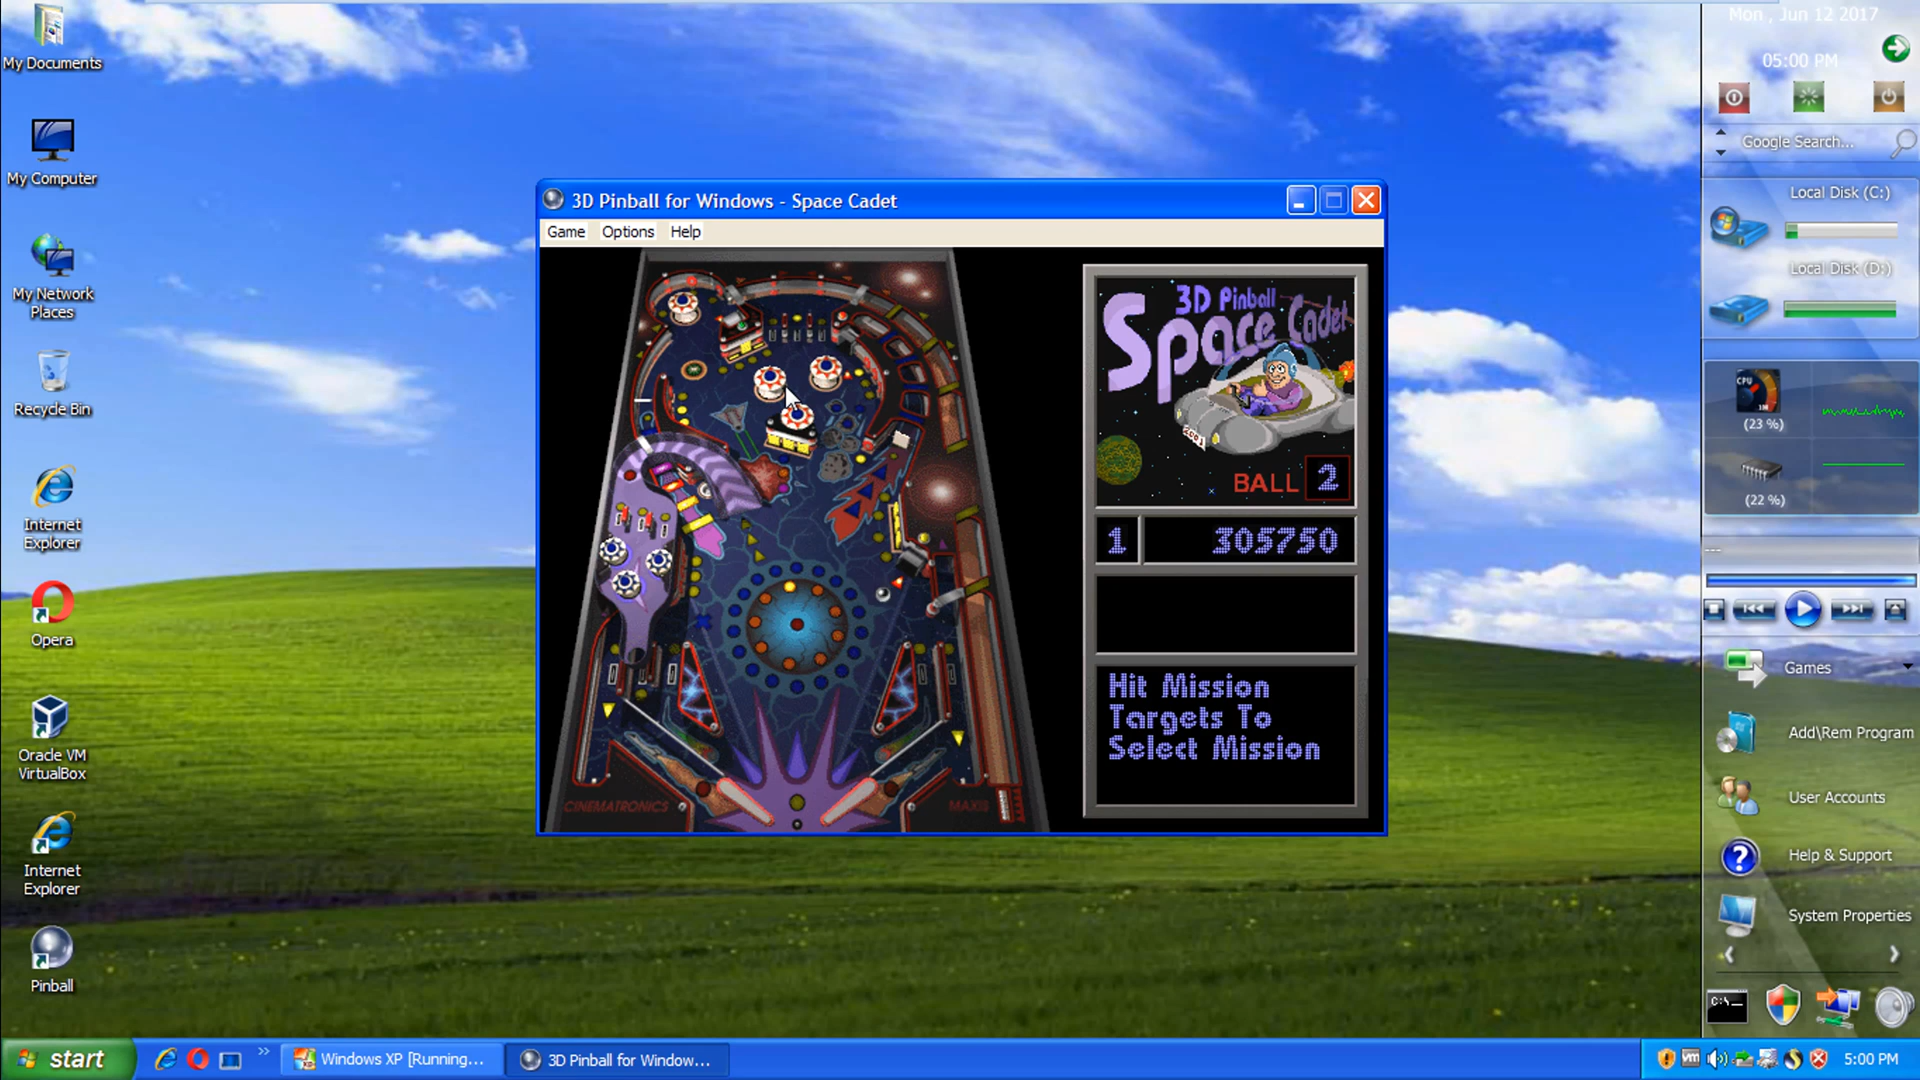 My Documents
My Computer
My Network
Places
Recycle Bin
Internet
Explorer
Opera
Oracle VM
VirtualBox
Internet
Explorer
Pinball
3D Pinball for Windows - Space Cadet
Game Options Help
CINEMATRONICS
MAXIS
3D Pinball
Space Cadet
BALL 2
1 305750
Hit Mission
Targets To
Select Mission
Mon , Jun 12 2017
05:00 PM
Google Search...
Local Disk (C:)
Local Disk (D:)
CPU
(23 %)
(22 %)
---
Games
Add\Rem Program
User Accounts
Help & Support
System Properties
C:\_
start
Windows XP [Running...
3D Pinball for Window...
5:00 PM